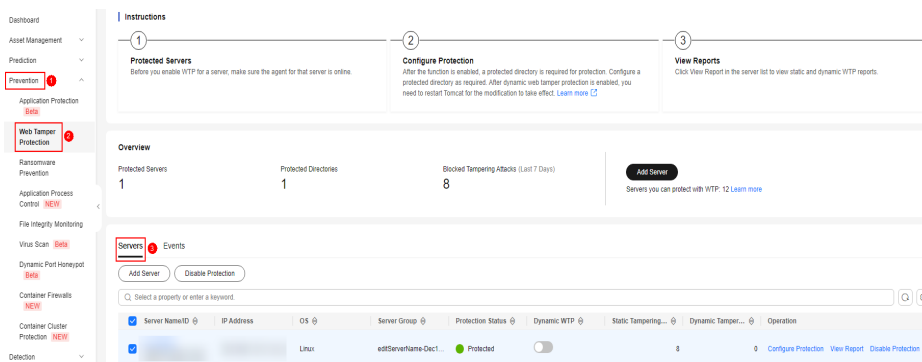 Dashboard
Asset Management
Prediction
Prevention 1
Application Protection
Beta
Web Tamper
Protection
2
Ransomware
Prevention
Application Process
Control NEW
File Integrity Monitoring
Virus Scan Beta
Dynamic Port Honeypot
Beta
Container Firewalls
NEW
Container Cluster
Protection NEW
Detection
Instructions
1
Protected Servers
Before you enable WTP for a server, make sure the agent for that server is online.
2
Configure Protection
After the function is enabled, a protected directory is required for protection. Configure a
protected directory as required. After dynamic web tamper protection is enabled, you
need to restart Tomcat for the modification to take effect. Learn more
3
View Reports
Click View Report in the server list to view static and dynamic WTP reports.
Overview
Protected Servers
1
Protected Directories
1
Blocked Tampering Attacks (Last 7 Days)
8
Add Server
Servers you can protect with WTP: 12 Learn more
Servers 3 Events
Add Server Disable Protection
Select a property or enter a keyword.
Server Name/ID IP Address OS Server Group Protection Status Dynamic WTP Static Tampering... Dynamic Tamper... Operation
Linux editServerName-Dec1... Protected 8 0 Configure Protection View Report Disable Protection